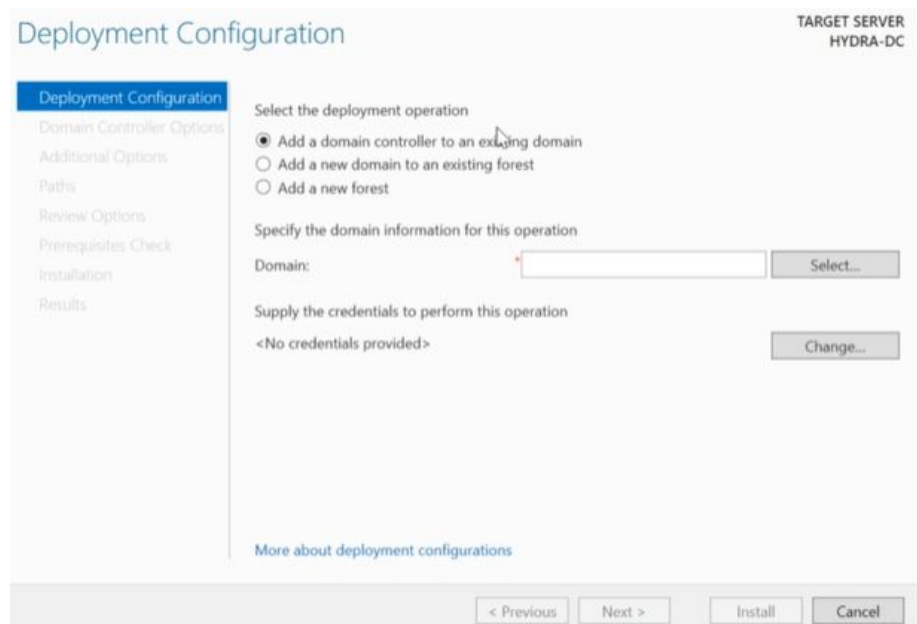 Deployment Configuration
TARGET SERVER
HYDRA-DC
Deployment Configuration
Domain Controller Options
Additional Options
Paths
Review Options
Prerequisites Check
Installation
Results
Select the deployment operation
Add a domain controller to an existing domain
Add a new domain to an existing forest
Add a new forest
Specify the domain information for this operation
Domain:
*
Select...
Supply the credentials to perform this operation
<No credentials provided>
Change...
More about deployment configurations
< Previous
Next >
Install
Cancel